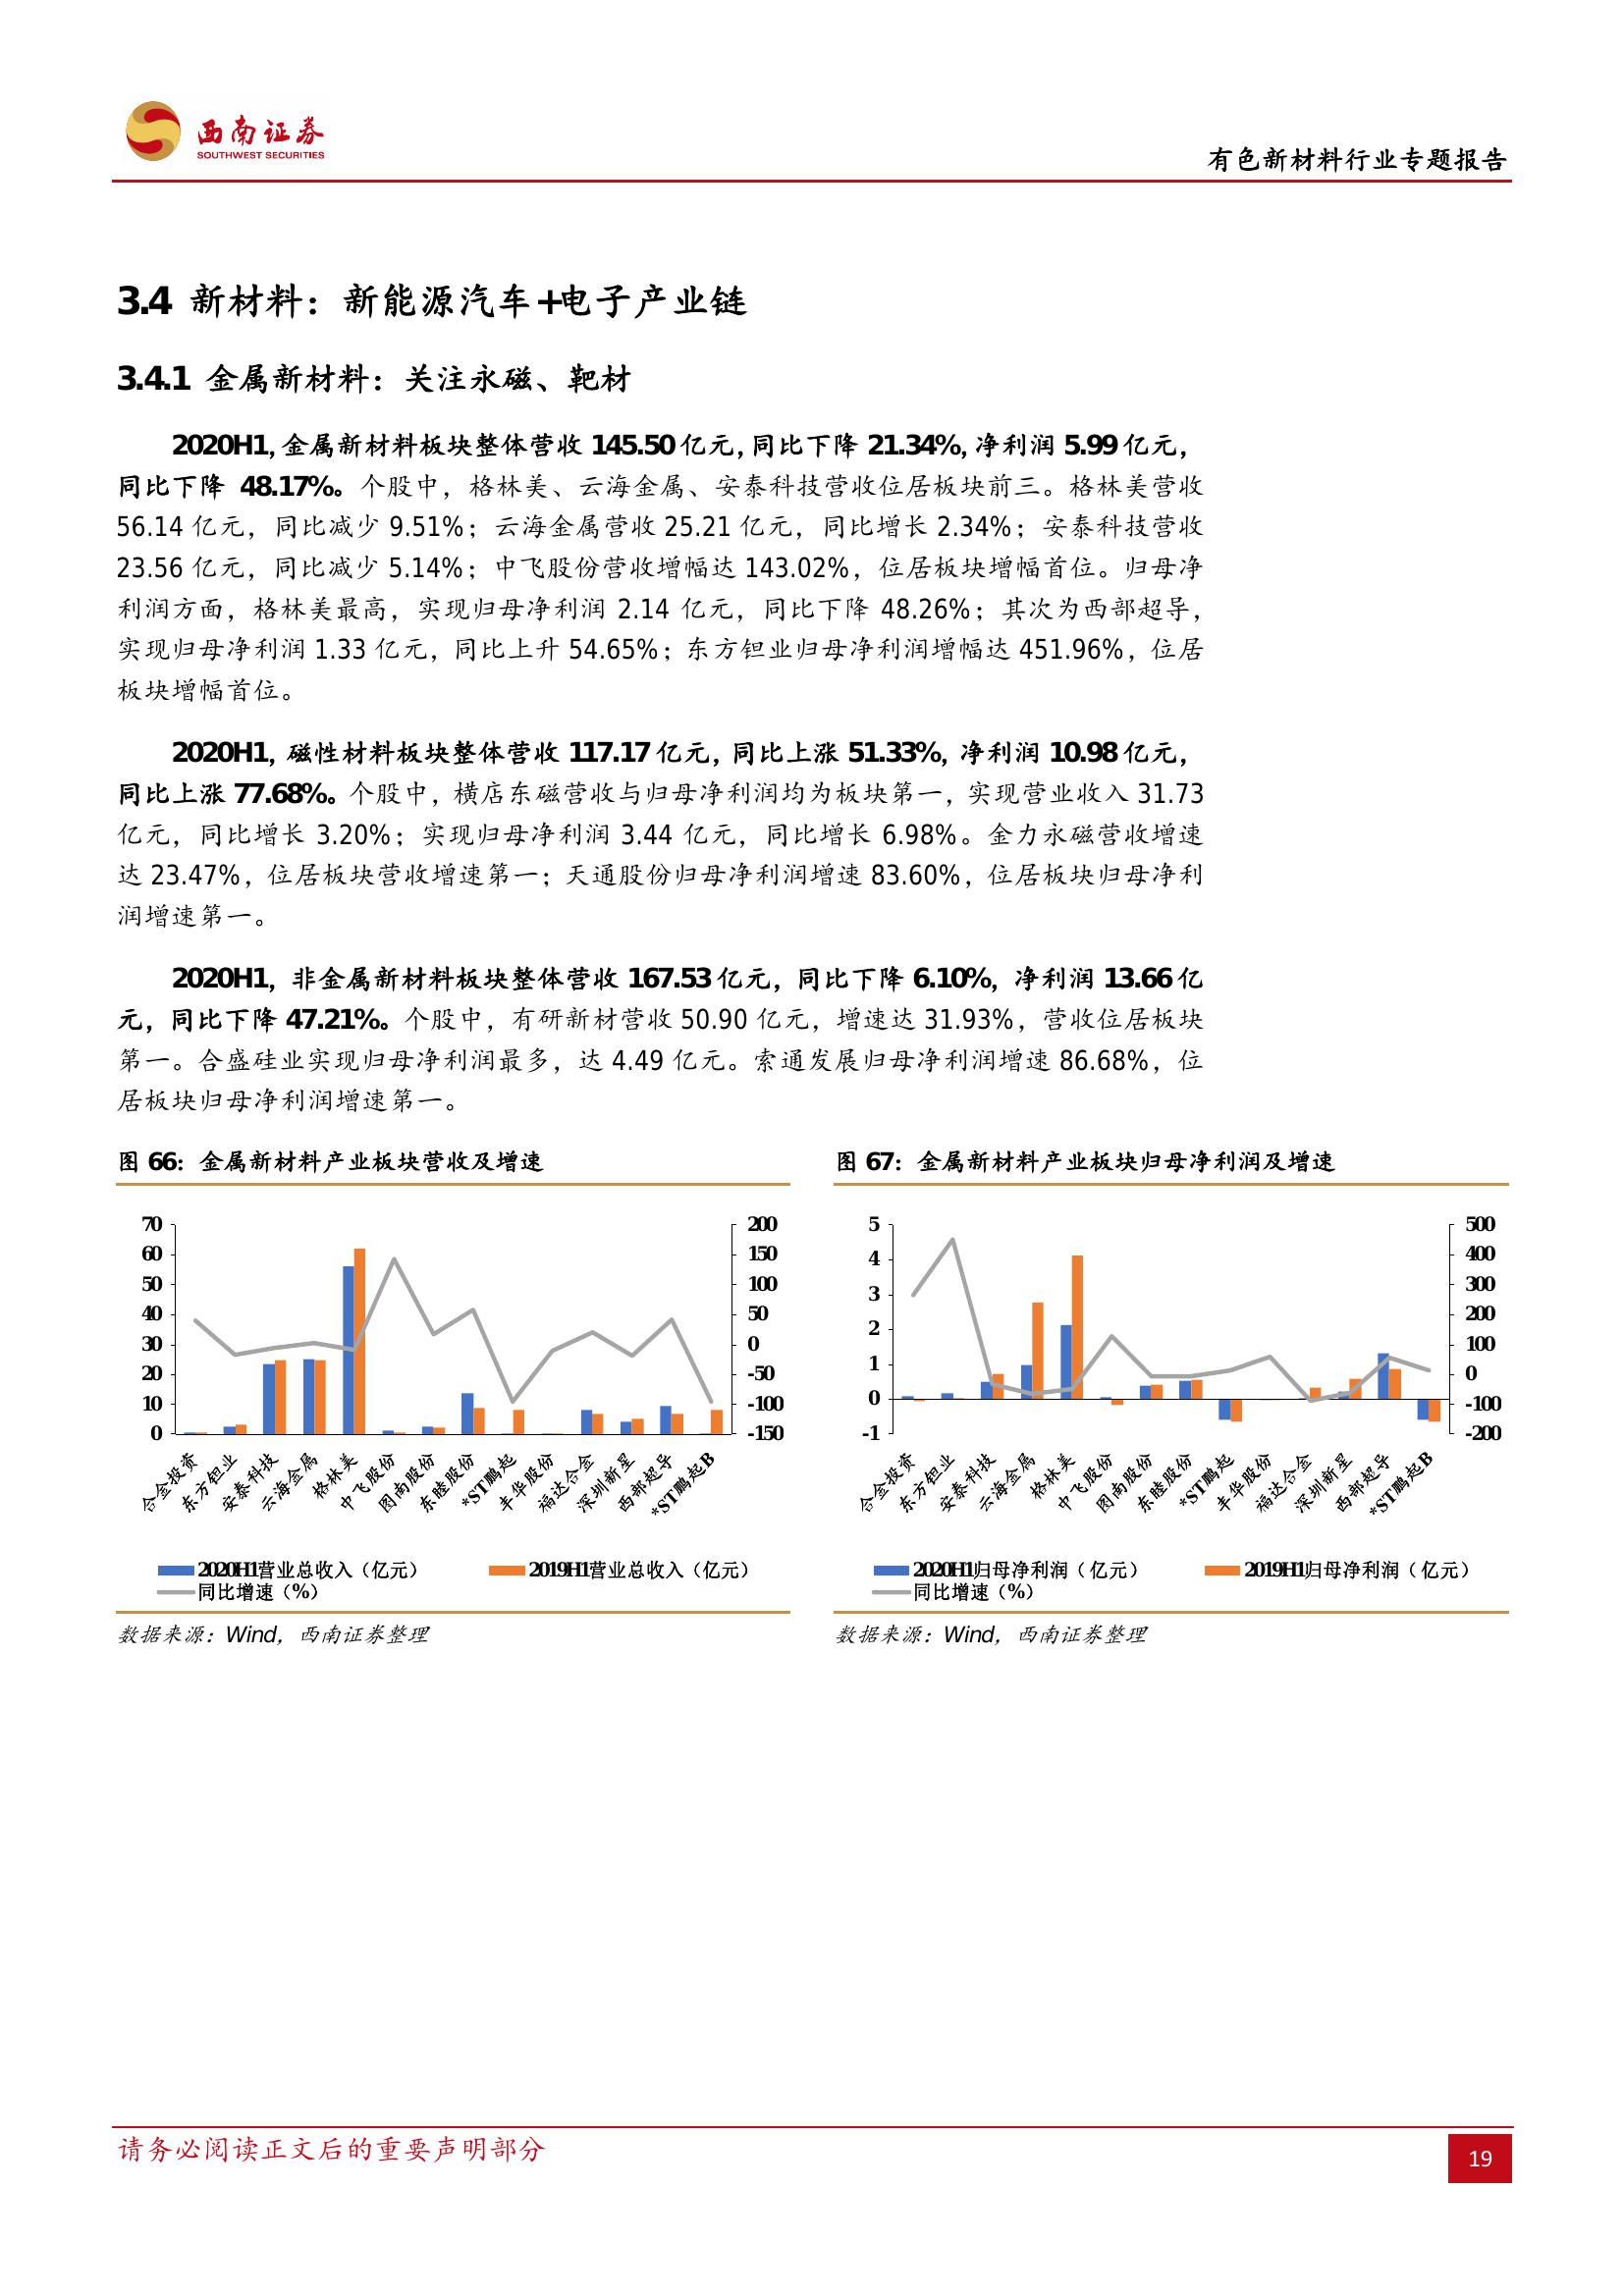 西南证券
SOUTHWEST SECURITIES
有色新材料行业专题报告
3.4 新材料：新能源汽车+电子产业链
3.4.1 金属新材料：关注永磁、靶材
2020H1,金属新材料板块整体营收 145.50 亿元,同比下降 21.34%,净利润 5.99 亿元，
同比下降 48.17%。个股中，格林美、云海金属、安泰科技营收位居板块前三。格林美营收
56.14 亿元，同比减少 9.51%；云海金属营收 25.21 亿元，同比增长 2.34%；安泰科技营收
23.56 亿元，同比减少 5.14%；中飞股份营收增幅达 143.02%，位居板块增幅首位。归母净
利润方面，格林美最高，实现归母净利润 2.14 亿元，同比下降 48.26%；其次为西部超导，
实现归母净利润 1.33 亿元，同比上升 54.65%；东方钽业归母净利润增幅达 451.96%，位居
板块增幅首位。
2020H1, 磁性材料板块整体营收 117.17 亿元, 同比上涨 51.33%, 净利润 10.98 亿元，
同比上涨 77.68%。个股中，横店东磁营收与归母净利润均为板块第一，实现营业收入 31.73
亿元，同比增长 3.20%；实现归母净利润 3.44 亿元，同比增长 6.98%。金力永磁营收增速
达 23.47%，位居板块营收增速第一；天通股份归母净利润增速 83.60%，位居板块归母净利
润增速第一。
2020H1，非金属新材料板块整体营收 167.53 亿元，同比下降 6.10%，净利润 13.66 亿
元，同比下降 47.21%。个股中，有研新材营收 50.90 亿元，增速达 31.93%，营收位居板块
第一。合盛硅业实现归母净利润最多，达 4.49 亿元。索通发展归母净利润增速 86.68%，位
居板块归母净利润增速第一。
图 66：金属新材料产业板块营收及增速
70
60
50
40
30
20
10
0
200
150
100
50
0
-50
-100
-150
合金投资
东方钽业
安泰科技
云海金属
格林美
中飞股份
图南股份
东睦股份
*ST鹏起
丰华股份
福达合金
深圳新星
西部超导
*ST鹏起B
2020H1营业总收入（亿元）
2019H1营业总收入（亿元）
同比增速（%）
数据来源：Wind，西南证券整理
图 67：金属新材料产业板块归母净利润及增速
5
4
3
2
1
0
-1
500
400
300
200
100
0
-100
-200
合金投资
东方钽业
安泰科技
云海金属
格林美
中飞股份
图南股份
东睦股份
*ST鹏起
丰华股份
福达合金
深圳新星
西部超导
*ST鹏起B
2020H1归母净利润（亿元）
2019H1归母净利润（亿元）
同比增速（%）
数据来源：Wind，西南证券整理
请务必阅读正文后的重要声明部分
19